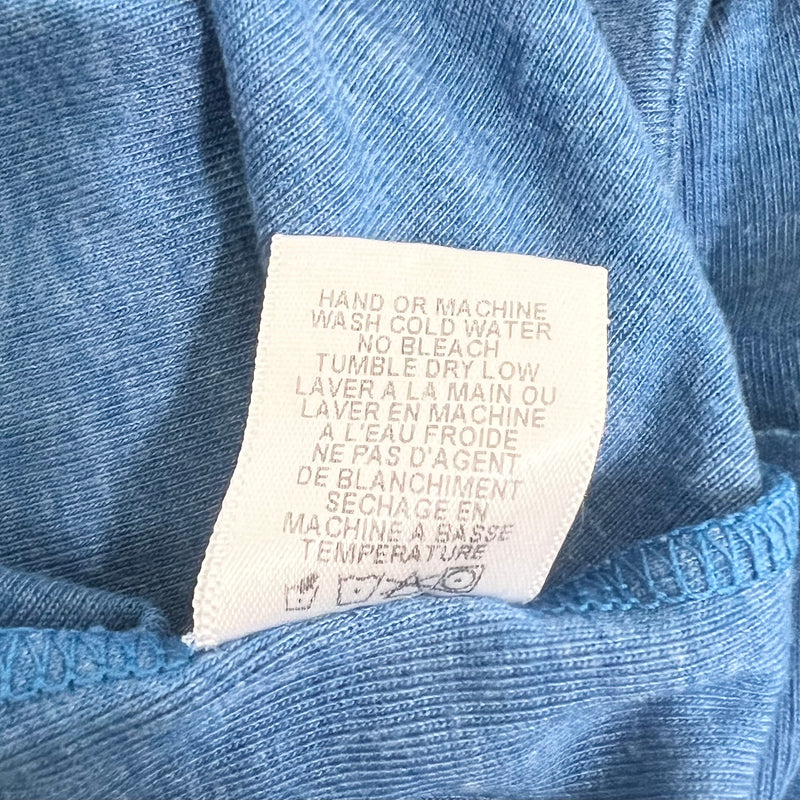 HAND OR MACHINE
WASH COLD WATER
NO BLEACH
TUMBLE DRY LOW
LAVER A LA MAIN OU
LAVER EN MACHINE
A L'EAU FROIDE
NE PAS D'AGENT
DE BLANCHIMENT
SECHAGE EN
MACHINE A BASSE
TEMPERATURE